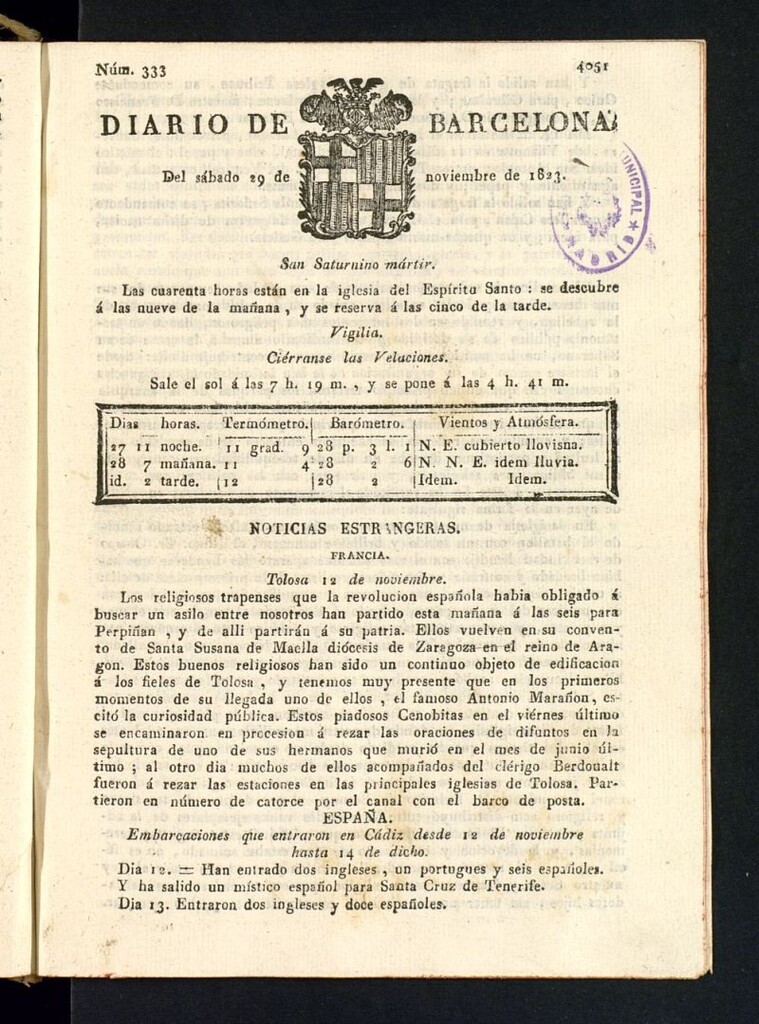 Núm. 333
4051
DIARIO DE BARCELONA,
Del sábado 29 de noviembre de 1823.
UNICIPAL ★
MADRID
San Saturnino mártir.
Las cuarenta horas están en la iglesia del Espíritu Santo : se descubre
á las nueve de la mañana , y se reserva á las cinco de la tarde.
Vigilia.
Ciérranse las Velaciones.
Sale el sol á las 7 h. 19 m. , y se pone á las 4 h. 41 m.
Dias horas. Termómetro. Barómetro. Vientos y Atmósfera.
27 11 noche. 11 grad. 9 28 p. 3 l. 1 N. E. cubierto llovisna.
28 7 mañana. 11 4 28 2 6 N. N. E. idem lluvia.
id. 2 tarde. 12 28 2 Idem. Idem.
NOTICIAS ESTRANGERAS.
FRANCIA.
Tolosa 12 de noviembre.
Los religiosos trapenses que la revolucion española habia obligado á
buscar un asilo entre nosotros han partido esta mañana á las seis para
Perpiñan , y de alli partirán á su patria. Ellos vuelven en su conven-
to de Santa Susana de Maella diócesis de Zaragoza en el reino de Ara-
gon. Estos buenos religiosos han sido un continuo objeto de edificacion
á los fieles de Tolosa , y tenemos muy presente que en los primeros
momentos de su llegada uno de ellos , el famoso Antonio Marañon, es-
citó la curiosidad pública. Estos piadosos Cenobitas en el viérnes último
se encaminaron en procesion á rezar las oraciones de difuntos en la
sepultura de uno de sus hermanos que murió en el mes de junio úl-
timo ; al otro dia muchos de ellos acompañados del clérigo Berdoualt
fueron á rezar las estaciones en las principales iglesias de Tolosa. Par-
tieron en número de catorce por el canal con el barco de posta.
ESPAÑA.
Embarcaciones que entraron en Cádiz desde 12 de noviembre
hasta 14 de dicho.
Dia 12. = Han entrado dos ingleses , un portugues y seis españoles.
Y ha salido un místico español para Santa Cruz de Tenerife.
Dia 13. Entraron dos ingleses y doce españoles.